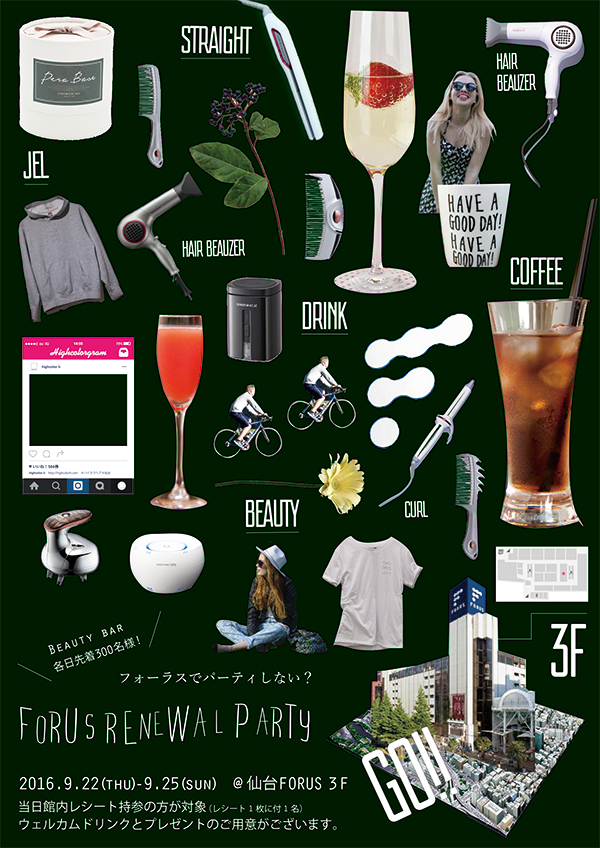 Pera Base
STRAIGHT
HAIR
BEAUZER
JEL
HAVE A
GOOD DAY!
HAVE A
GOOD DAY!
HAIR BEAUZER
COFFEE
DRINK
Highcolorgram
BEAUTY
CURL
FORUS
FORUS
3F
BEAUTY BAR
各日先着300名様!
フォーラスでパーティしない?
FORUS RENEWAL PARTY
GO!!
2016.9.22(THU)-9.25(SUN) @仙台FORUS 3F
当日館内レシート持参の方が対象(レシート1枚に付1名)
ウェルカムドリンクとプレゼントのご用意がございます。